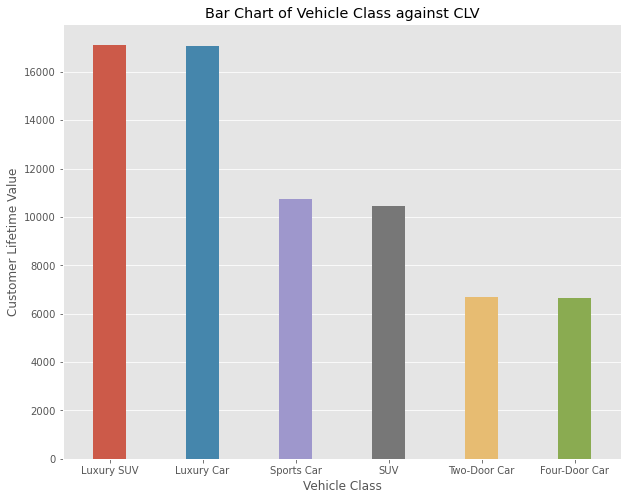 Bar Chart of Vehicle Class against CLV
Customer Lifetime Value
16000
14000
12000
10000
8000
6000
4000
2000
0
Luxury SUV Luxury Car Sports Car SUV Two-Door Car Four-Door Car
Vehicle Class